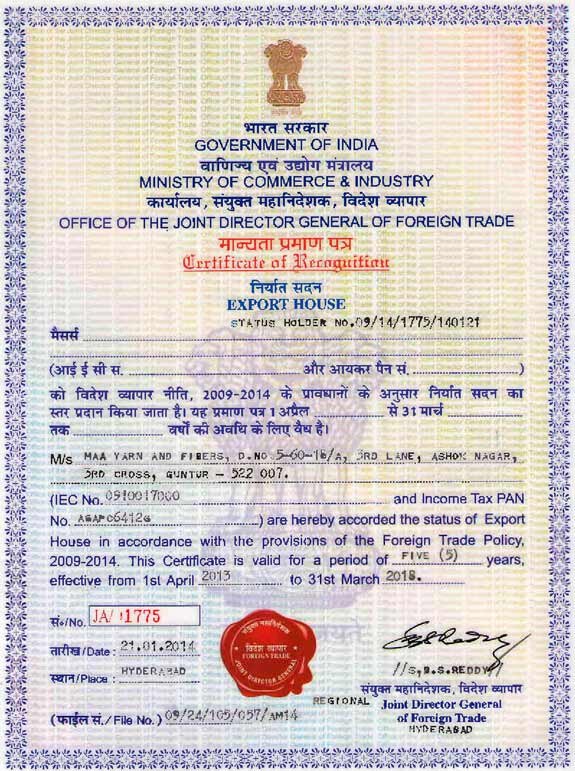 भारत सरकार
GOVERNMENT OF INDIA
वाणिज्य एवं उद्योग मंत्रालय
MINISTRY OF COMMERCE & INDUSTRY
कार्यालय, संयुक्त महानिदेशक, विदेश व्यापार
OFFICE OF THE JOINT DIRECTOR GENERAL OF FOREIGN TRADE
मान्यता प्रमाण पत्र
Certificate of Recognition
निर्यात सदन
EXPORT HOUSE
STATUS HOLDER NO.09/14/1775/140121
मैसर्स
(आई ई सी स. और आयकर पैन सं. )
को विदेश व्यापार नीति, 2009-2014 के प्रावधानों के अनुसार निर्यात सदन का
स्तर प्रदान किया जाता है। यह प्रमाण पत्र 1 अप्रैल से 31 मार्च
तक वर्षों की अवधि के लिए वैध है।
M/s MAA YARN AND FIBERS, D.NO.5-60-18/A, 3RD LANE, ASHOK NAGAR,
3RD CROSS, GUNTUR - 522 007.
(IEC No. 0910017000 and Income Tax PAN
No. ) are hereby accorded the status of Export
House in accordance with the provisions of the Foreign Trade Policy,
2009-2014. This Certificate is valid for a period of FIVE (5) years,
effective from 1st April 2013 to 31st March 2018.
सं०/No. JA/ 1775
तारीख/Date : 21.01.2014
स्थान/Place : HYDERABAD
(फाईल सं./ File No.) 09/24/105/057/AM14
संयुक्त महानिदेशक
विदेश व्यापार
FOREIGN TRADE
JOINT DIRECTOR GENERAL
//S.B.S.REDDY//
संयुक्त महानिदेशक, विदेश व्यापार
REGIONAL Joint Director General
of Foreign Trade
HYDERABAD